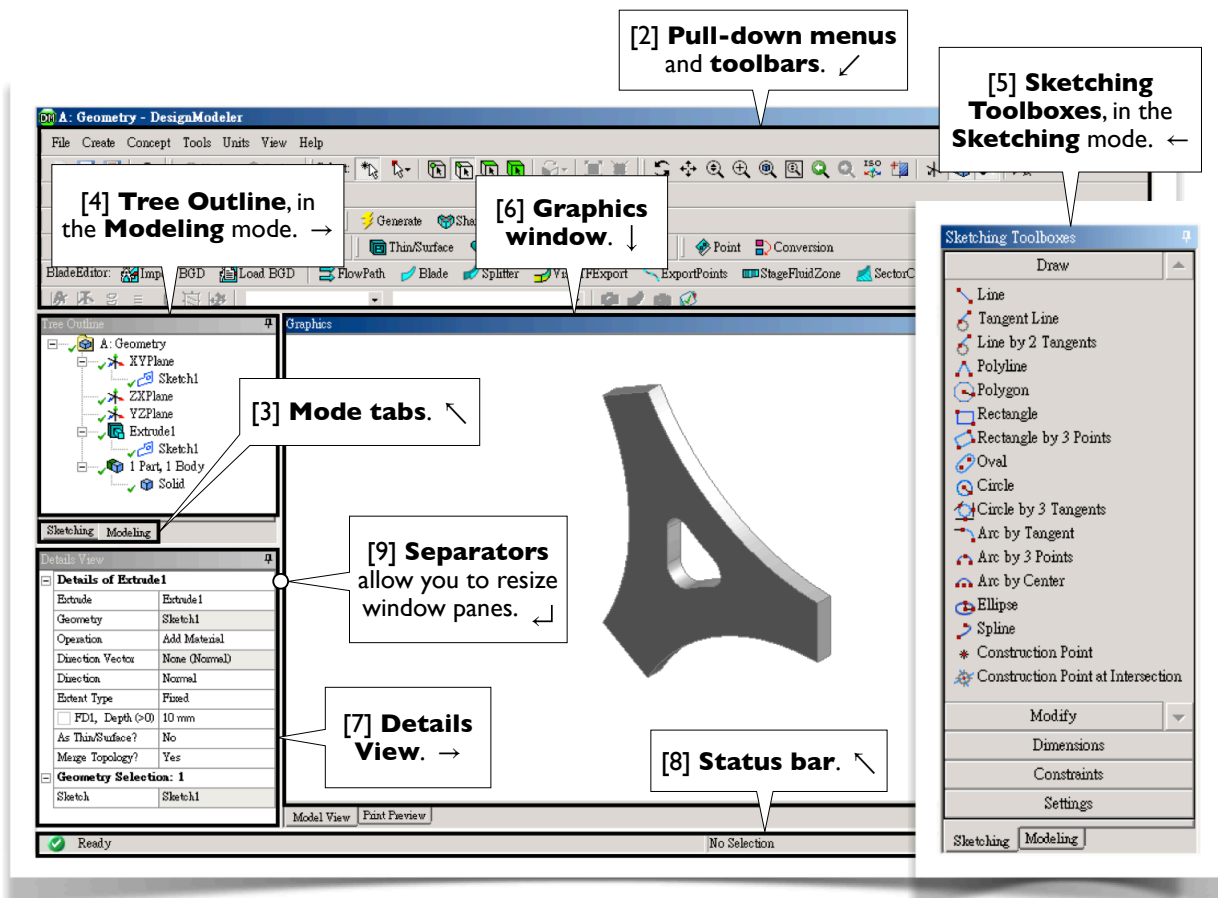 [2] Pull-down menus
and toolbars. ↙
[5] Sketching
Toolboxes, in the
Sketching mode. ←
A: Geometry - DesignModeler
File Create Concept Tools Units View Help
[4] Tree Outline, in
the Modeling mode. →
[6] Graphics
window. ↓
Generate
Thin/Surface
Point Conversion
BladeEditor: BGD Load BGD FlowPath Blade Splitter ExportPoints StageFluidZone
Tree Outline
A: Geometry
XYPlane
Sketch1
ZXPlane
YZPlane
Extrude1
Sketch1
1 Part, 1 Body
Solid
Sketching Modeling
[3] Mode tabs. ↖
Graphics
[9] Separators
allow you to resize
window panes. ↵
Details View
Details of Extrude1
Extrude Extrude1
Geometry Sketch1
Operation Add Material
Direction Vector None (Normal)
Direction Normal
Extent Type Fixed
FD1, Depth (>0) 10 mm
As Thin/Surface? No
Merge Topology? Yes
Geometry Selection: 1
Sketch Sketch1
[7] Details
View. →
[8] Status bar. ↖
Model View Print Preview
Ready No Selection
Sketching Toolboxes
Draw
Line
Tangent Line
Line by 2 Tangents
Polyline
Polygon
Rectangle
Rectangle by 3 Points
Oval
Circle
Circle by 3 Tangents
Arc by Tangent
Arc by 3 Points
Arc by Center
Ellipse
Spline
Construction Point
Construction Point at Intersection
Modify
Dimensions
Constraints
Settings
Sketching Modeling